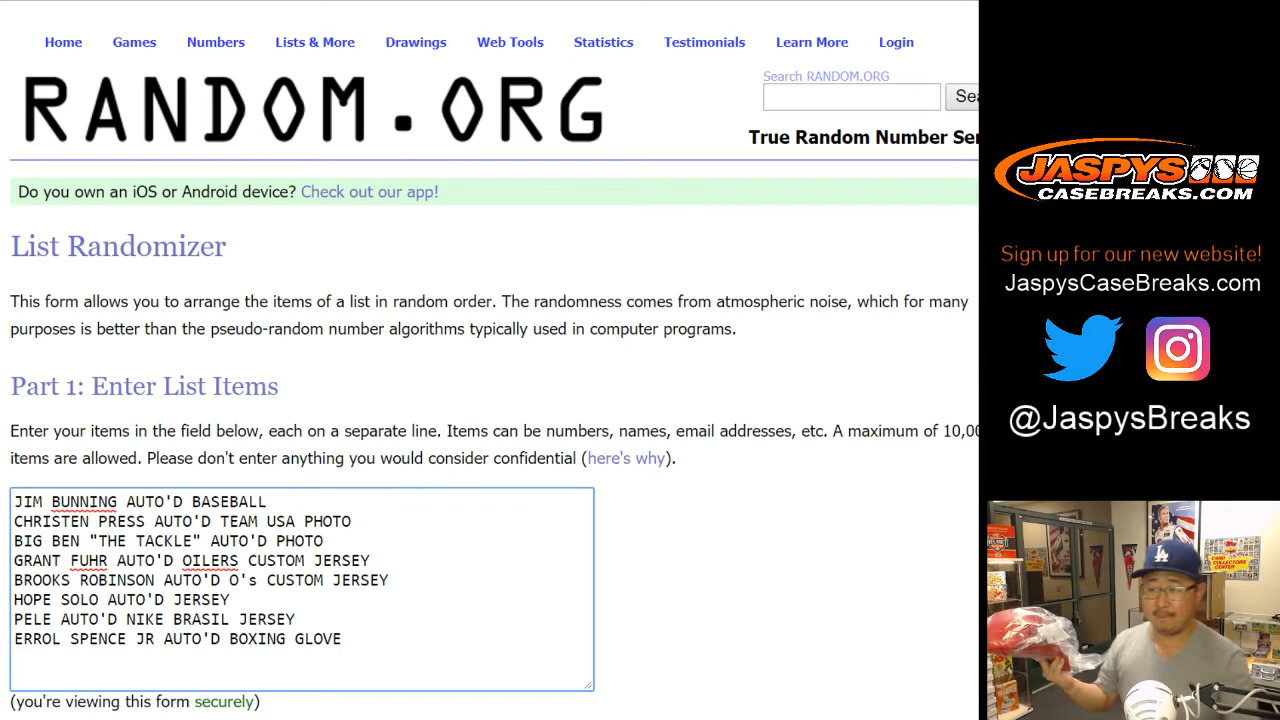 Home Games Numbers Lists & More Drawings Web Tools Statistics Testimonials Learn More Login
RANDOM.ORG
Search RANDOM.ORG
Sea
True Random Number Ser
Do you own an iOS or Android device? Check out our app!
List Randomizer
This form allows you to arrange the items of a list in random order. The randomness comes from atmospheric noise, which for many
purposes is better than the pseudo-random number algorithms typically used in computer programs.
Part 1: Enter List Items
Enter your items in the field below, each on a separate line. Items can be numbers, names, email addresses, etc. A maximum of 10,00
items are allowed. Please don't enter anything you would consider confidential (here's why).
JIM BUNNING AUTO'D BASEBALL
CHRISTEN PRESS AUTO'D TEAM USA PHOTO
BIG BEN "THE TACKLE" AUTO'D PHOTO
GRANT FUHR AUTO'D OILERS CUSTOM JERSEY
BROOKS ROBINSON AUTO'D O's CUSTOM JERSEY
HOPE SOLO AUTO'D JERSEY
PELE AUTO'D NIKE BRASIL JERSEY
ERROL SPENCE JR AUTO'D BOXING GLOVE
(you're viewing this form securely)
JASPYS
CASEBREAKS.COM
Sign up for our new website!
JaspysCaseBreaks.com
@JaspysBreaks
HELMET
CARD
COLLECTORS
CENTER
LA